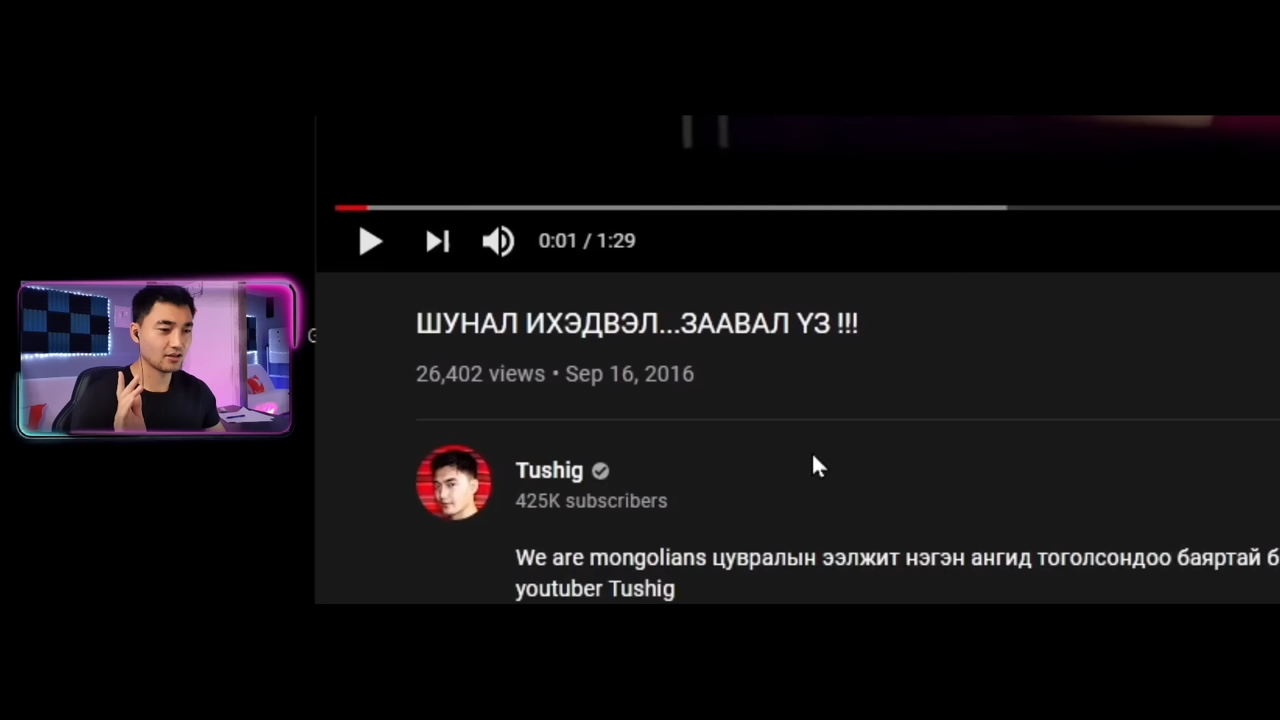 0:01 / 1:29
ШУНАЛ ИХЭДВЭЛ...ЗААВАЛ ҮЗ !!!
26,402 views • Sep 16, 2016
Tushig
425K subscribers
We are mongolians цувралын ээлжит нэгэн ангид тоголсондоо баяртай
youtuber Tushig